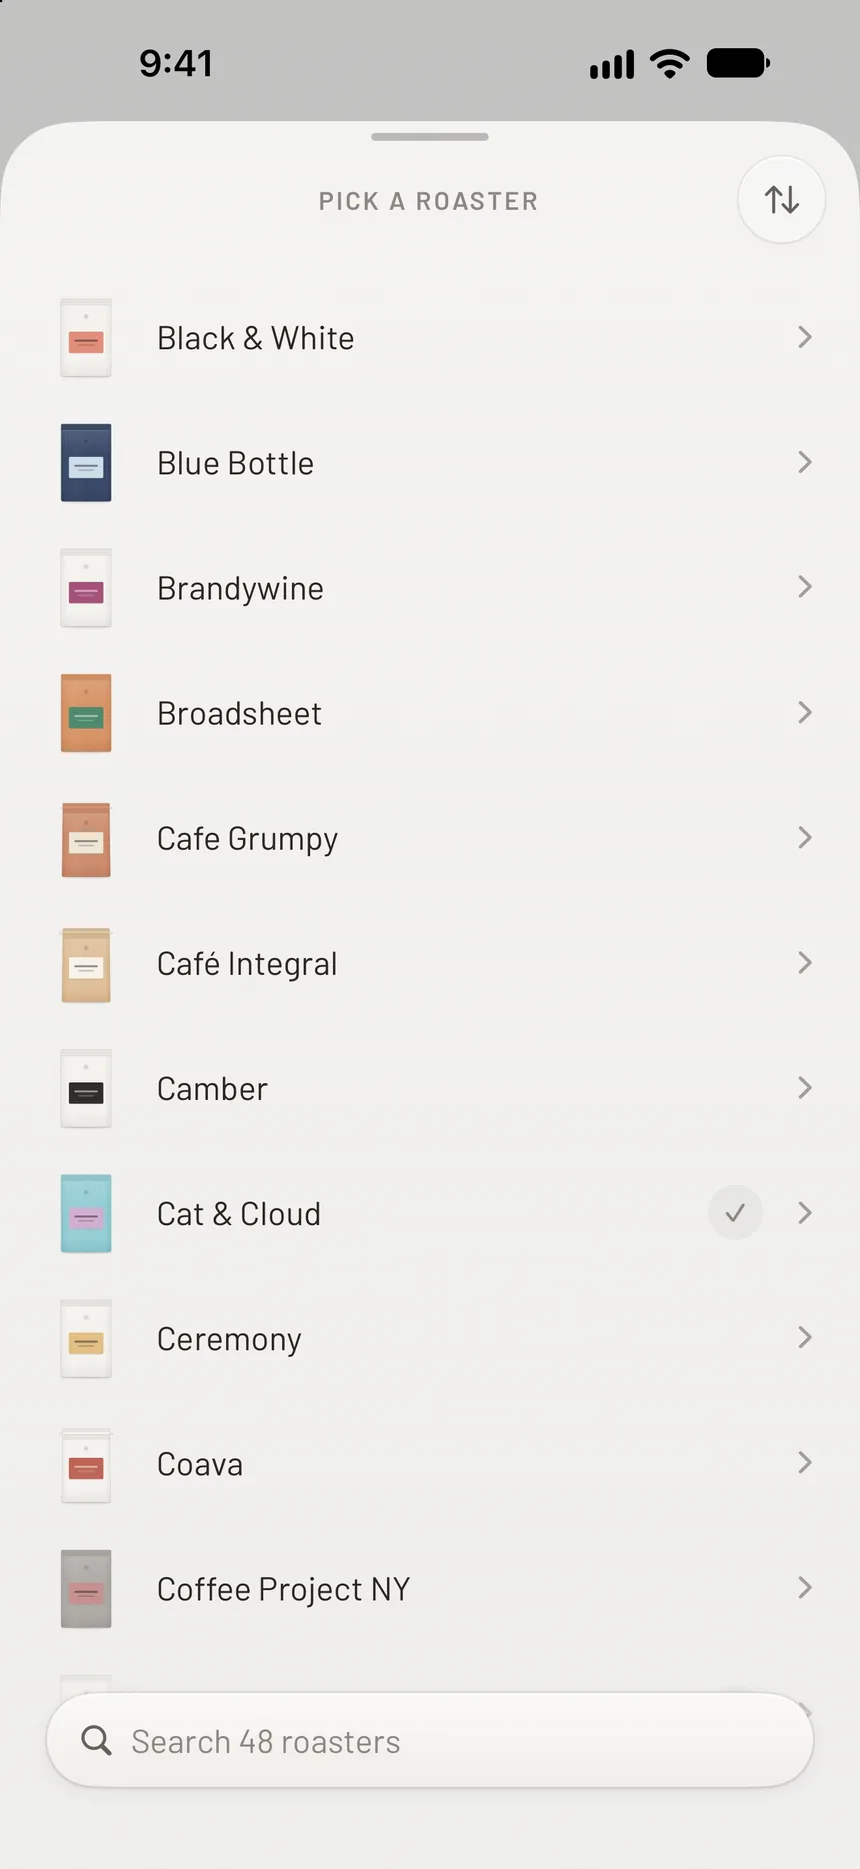 9:41
PICK A ROASTER
Black & White
Blue Bottle
Brandywine
Broadsheet
Cafe Grumpy
Café Integral
Camber
Cat & Cloud
Ceremony
Coava
Coffee Project NY
Search 48 roasters